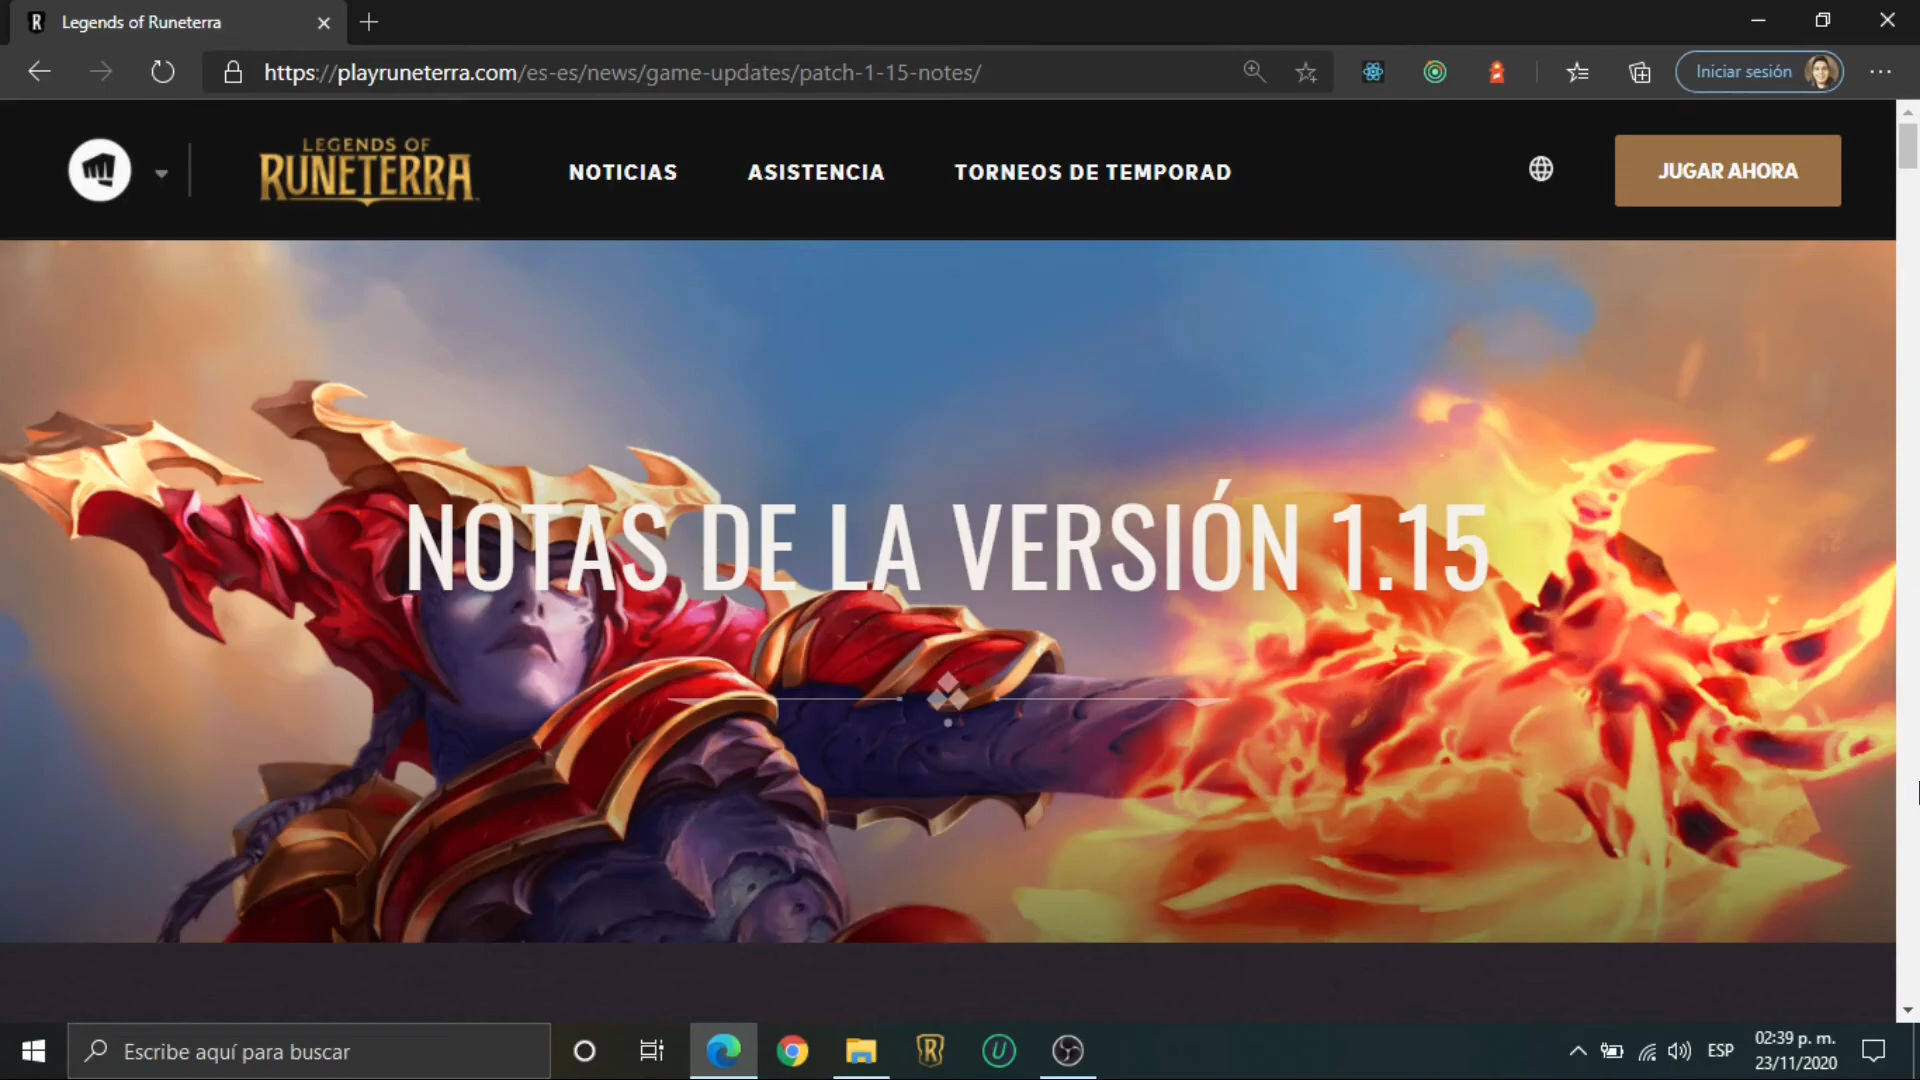 Legends of Runeterra
https://playruneterra.com/es-es/news/game-updates/patch-1-15-notes/
Iniciar sesión
LEGENDS OF
RUNETERRA
NOTICIAS
ASISTENCIA
TORNEOS DE TEMPORAD
JUGAR AHORA
NOTAS DE LA VERSIÓN 1.15
Escribe aquí para buscar
ESP
02:39 p. m.
23/11/2020